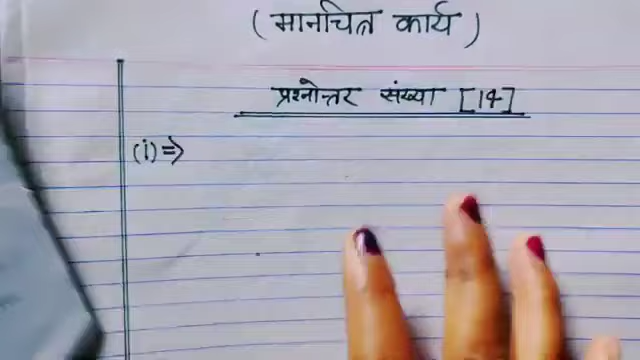 (मानचित्र कार्य)
प्रश्नोत्तर संख्या [14]
(i) ⇒